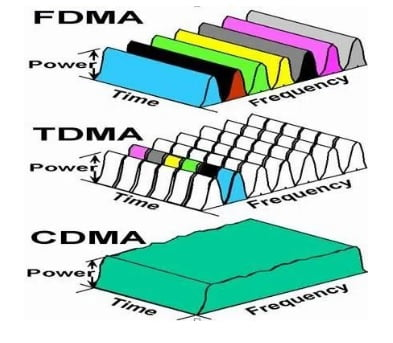 FDMA
Power
Time
Frequency
TDMA
Power
Time
Frequency
CDMA
Power
Time
Frequency